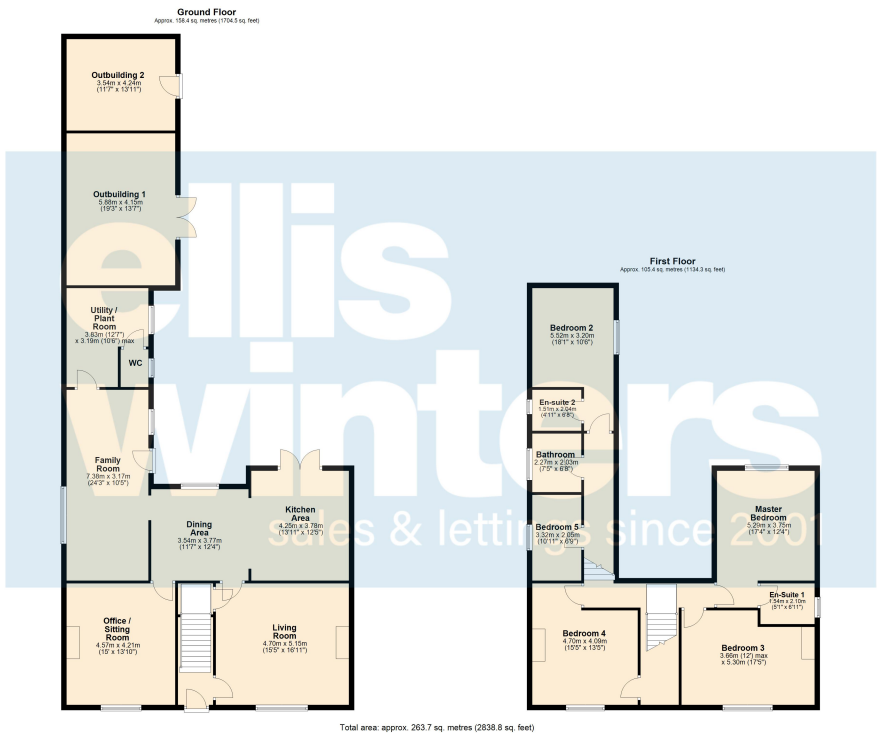 Ground Floor
Approx. 158.4 sq. metres (1704.5 sq. feet)
Outbuilding 2
3.54m x 4.24m
(11'7" x 13'11")
Outbuilding 1
5.88m x 4.15m
(19'3" x 13'7")
Utility /
Plant
Room
3.83m (12'7")
x 3.19m (10'6") max
WC
Family
Room
7.38m x 3.17m
(24'3" x 10'5")
Dining
Area
3.54m x 3.77m
(11'7" x 12'4")
Kitchen
Area
4.25m x 3.78m
(13'11" x 12'5")
Office /
Sitting
Room
4.57m x 4.21m
(15' x 13'10")
Living
Room
4.70m x 5.15m
(15'5" x 16'11")
First Floor
Approx. 105.4 sq. metres (1134.3 sq. feet)
Bedroom 2
5.52m x 3.20m
(18'1" x 10'6")
En-suite 2
1.51m x 2.04m
(4'11" x 6'8")
Bathroom
2.27m x 2.03m
(7'5" x 6'8")
Bedroom 5
3.32m x 2.05m
(10'11" x 6'9")
Master
Bedroom
5.29m x 3.75m
(17'4" x 12'4")
En-Suite 1
1.54m x 2.10m
(5'1" x 6'11")
Bedroom 4
4.70m x 4.09m
(15'5" x 13'5")
Bedroom 3
3.66m (12') max
x 5.30m (17'5")
Total area: approx. 263.7 sq. metres (2838.8 sq. feet)
ellis
winters
sales & lettings since 2001